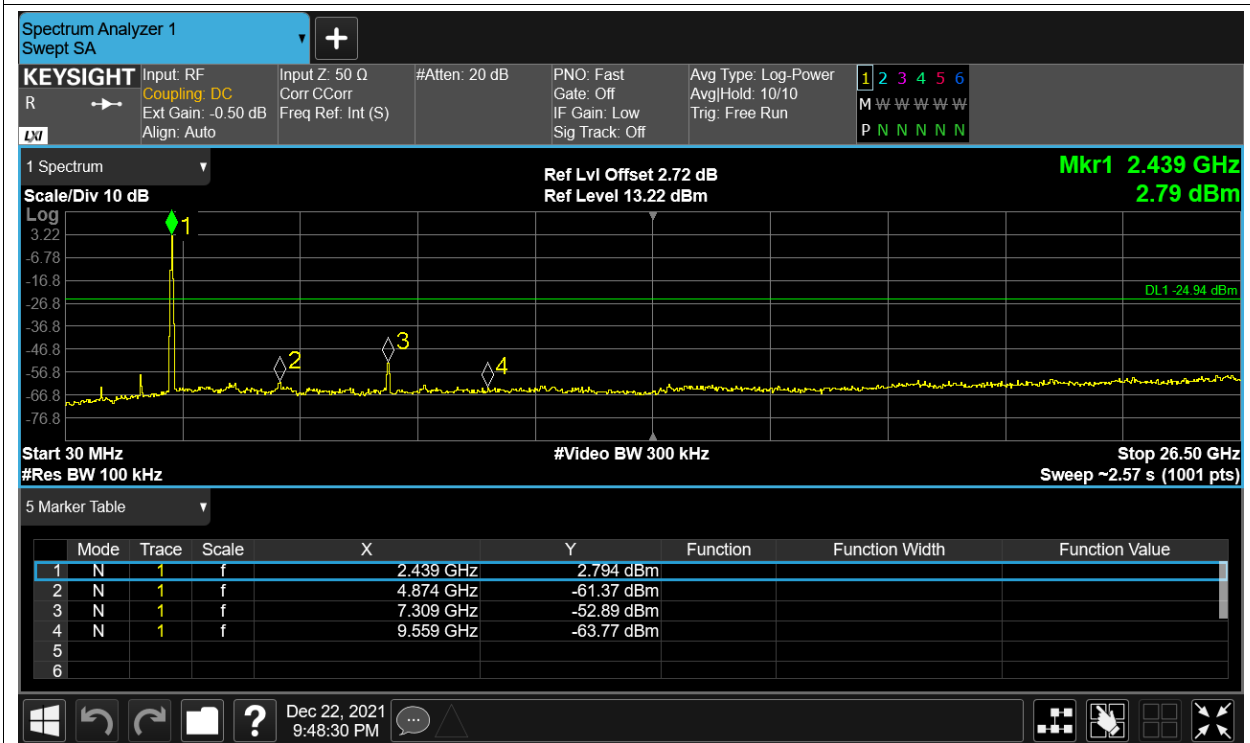 Spectrum Analyzer 1
Swept SA
KEYSIGHT Input: RF Input Z: 50 Ω #Atten: 20 dB PNO: Fast Avg Type: Log-Power 1 2 3 4 5 6
R Coupling: DC Corr CCorr Gate: Off Avg|Hold: 10/10 M W W W W W
Ext Gain: -0.50 dB Freq Ref: Int (S) IF Gain: Low Trig: Free Run
LXI Align: Auto Sig Track: Off P N N N N N
1 Spectrum Ref Lvl Offset 2.72 dB Mkr1 2.439 GHz
Scale/Div 10 dB Ref Level 13.22 dBm 2.79 dBm
Log
1
3.22
-6.78
-16.8
DL1 -24.94 dBm
-26.8
-36.8
3
-46.8
2 4
-56.8
-66.8
-76.8
Start 30 MHz #Video BW 300 kHz Stop 26.50 GHz
#Res BW 100 kHz Sweep ~2.57 s (1001 pts)
5 Marker Table
Mode Trace Scale X Y Function Function Width Function Value
1 N 1 f 2.439 GHz 2.794 dBm
2 N 1 f 4.874 GHz -61.37 dBm
3 N 1 f 7.309 GHz -52.89 dBm
4 N 1 f 9.559 GHz -63.77 dBm
5
6
? Dec 22, 2021
9:48:30 PM